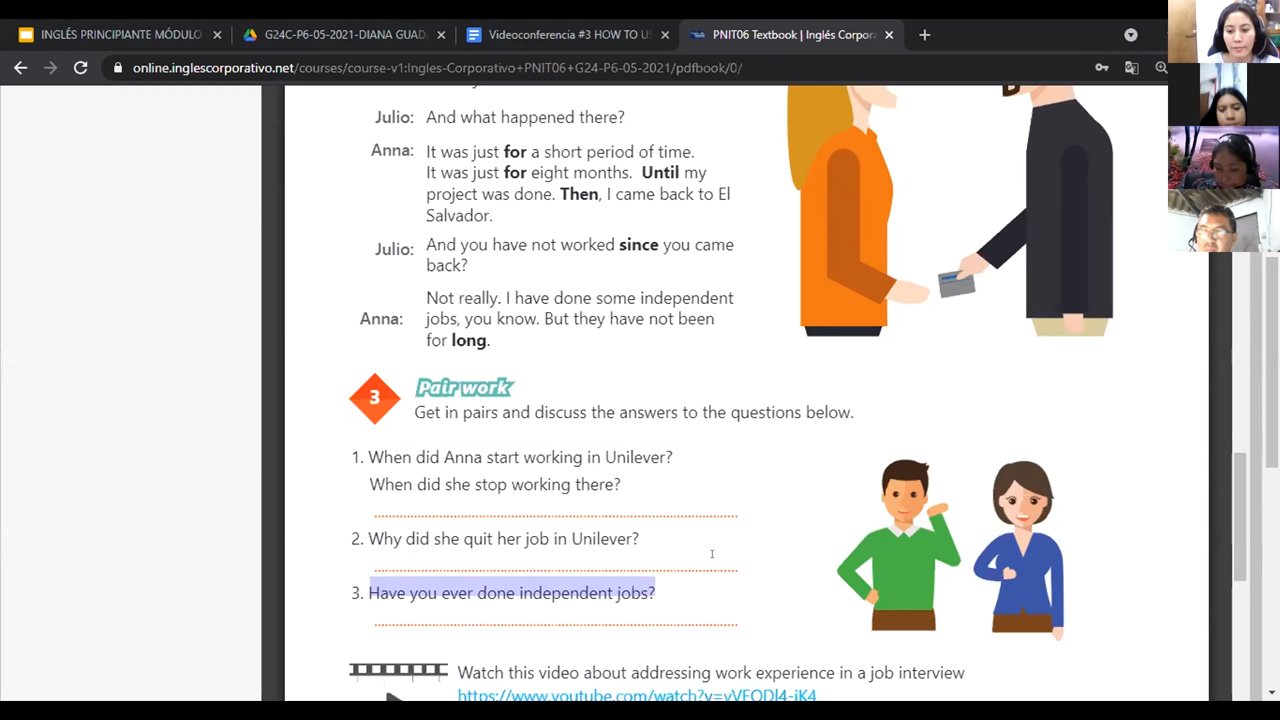 INGLÉS PRINCIPIANTE MÓDULO
G24C-P6-05-2021-DIANA GUAD
Videoconferencia #3 HOW TO U
PNIT06 Textbook | Inglés Corpora
online.inglescorporativo.net/courses/course-v1:Ingles-Corporativo+PNIT06+G24-P6-05-2021/pdfbook/0/
Julio: And what happened there?
Anna: It was just for a short period of time.
It was just for eight months. Until my
project was done. Then, I came back to El
Salvador.
Julio: And you have not worked since you came
back?
Anna: Not really. I have done some independent
jobs, you know. But they have not been
for long.
3 Pair work
Get in pairs and discuss the answers to the questions below.
1. When did Anna start working in Unilever?
When did she stop working there?
2. Why did she quit her job in Unilever?
3. Have you ever done independent jobs?
Watch this video about addressing work experience in a job interview